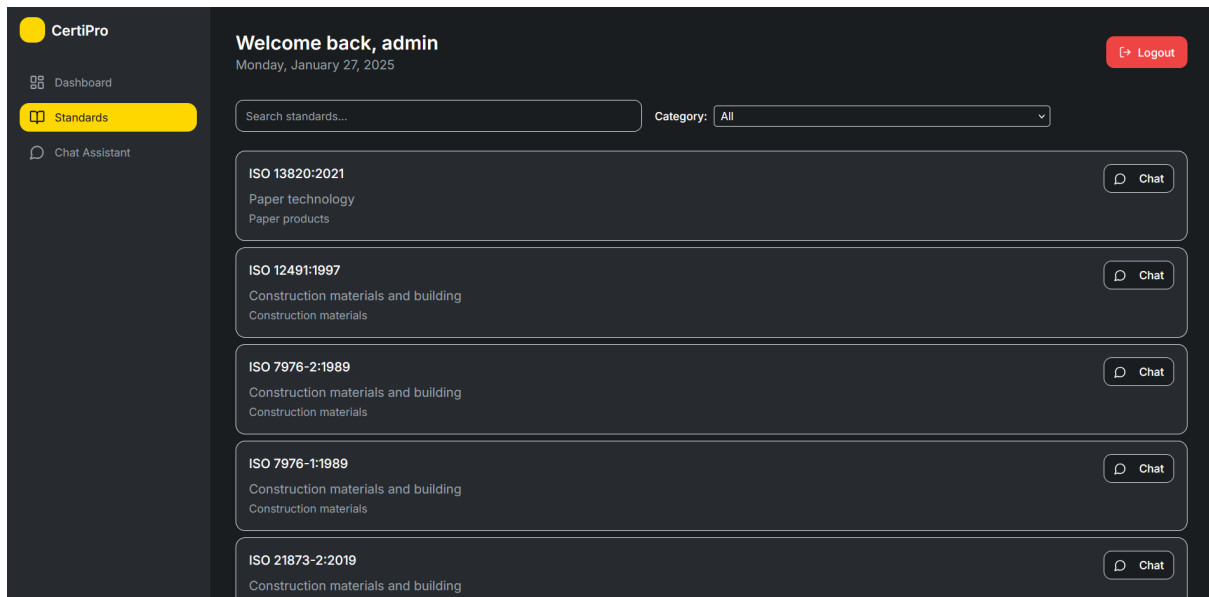 CertiPro
Dashboard
Standards
Chat Assistant
Welcome back, admin
Monday, January 27, 2025
Logout
Search standards...
Category: All
ISO 13820:2021
Chat
Paper technology
Paper products
ISO 12491:1997
Chat
Construction materials and building
Construction materials
ISO 7976-2:1989
Chat
Construction materials and building
Construction materials
ISO 7976-1:1989
Chat
Construction materials and building
Construction materials
ISO 21873-2:2019
Chat
Construction materials and building